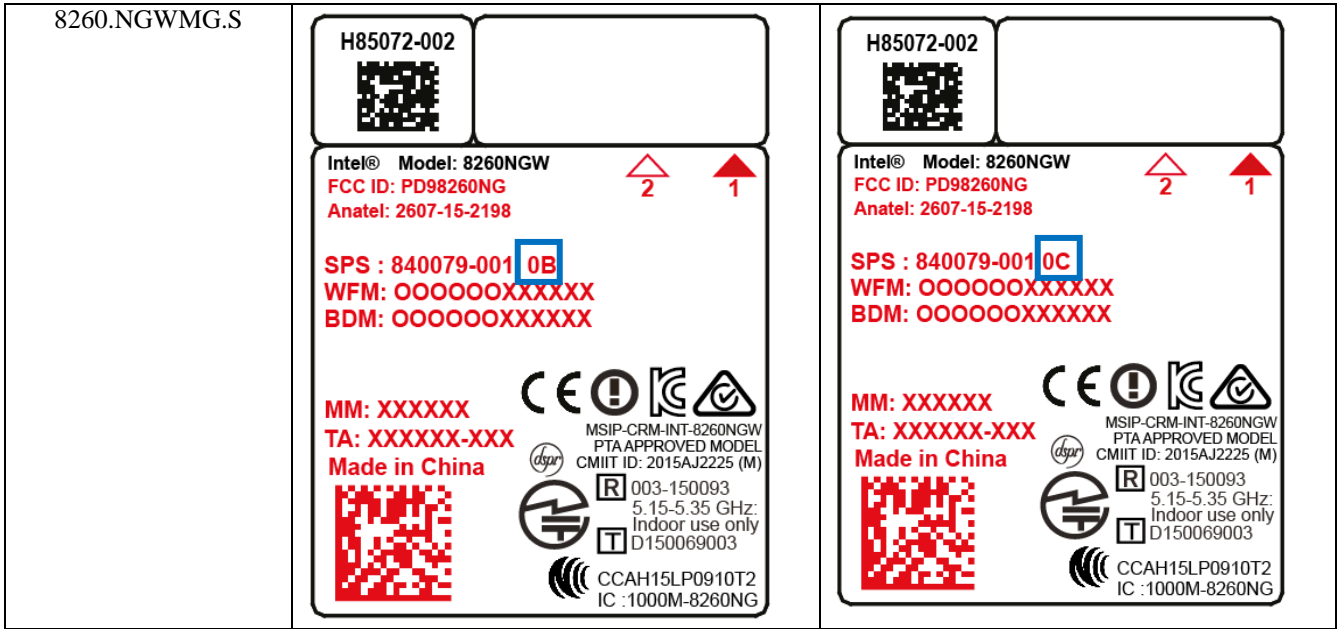 8260.NGWMG.S
H85072-002
Intel® Model: 8260NGW
FCC ID: PD98260NG
Anatel: 2607-15-2198
2
1
SPS : 840079-001 0B
WFM: OOOOOOXXXXXX
BDM: OOOOOOXXXXXX
CE
MM: XXXXXX
TA: XXXXXX-XXX
Made in China
MSIP-CRM-INT-8260NGW
PTA APPROVED MODEL
dspr
CMIIT ID: 2015AJ2225 (M)
R 003-150093
5.15-5.35 GHz:
Indoor use only
T D150069003
CCAH15LP0910T2
IC :1000M-8260NG
H85072-002
Intel® Model: 8260NGW
FCC ID: PD98260NG
Anatel: 2607-15-2198
2
1
SPS : 840079-001 0C
WFM: OOOOOOXXXXXX
BDM: OOOOOOXXXXXX
CE
MM: XXXXXX
TA: XXXXXX-XXX
Made in China
MSIP-CRM-INT-8260NGW
PTA APPROVED MODEL
dspr
CMIIT ID: 2015AJ2225 (M)
R 003-150093
5.15-5.35 GHz:
Indoor use only
T D150069003
CCAH15LP0910T2
IC :1000M-8260NG